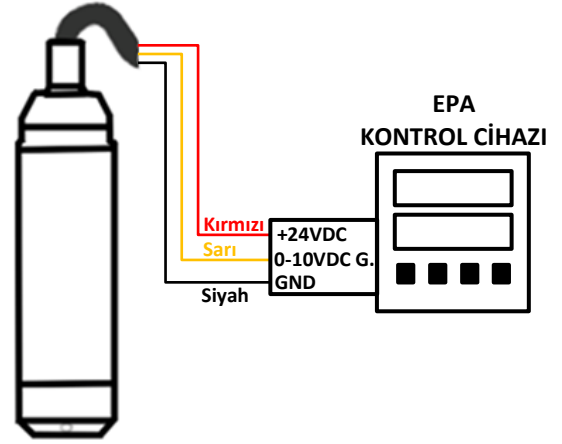 EPA
KONTROL CİHAZI
Kırmızı
+24VDC
Sarı
0-10VDC G.
GND
Siyah